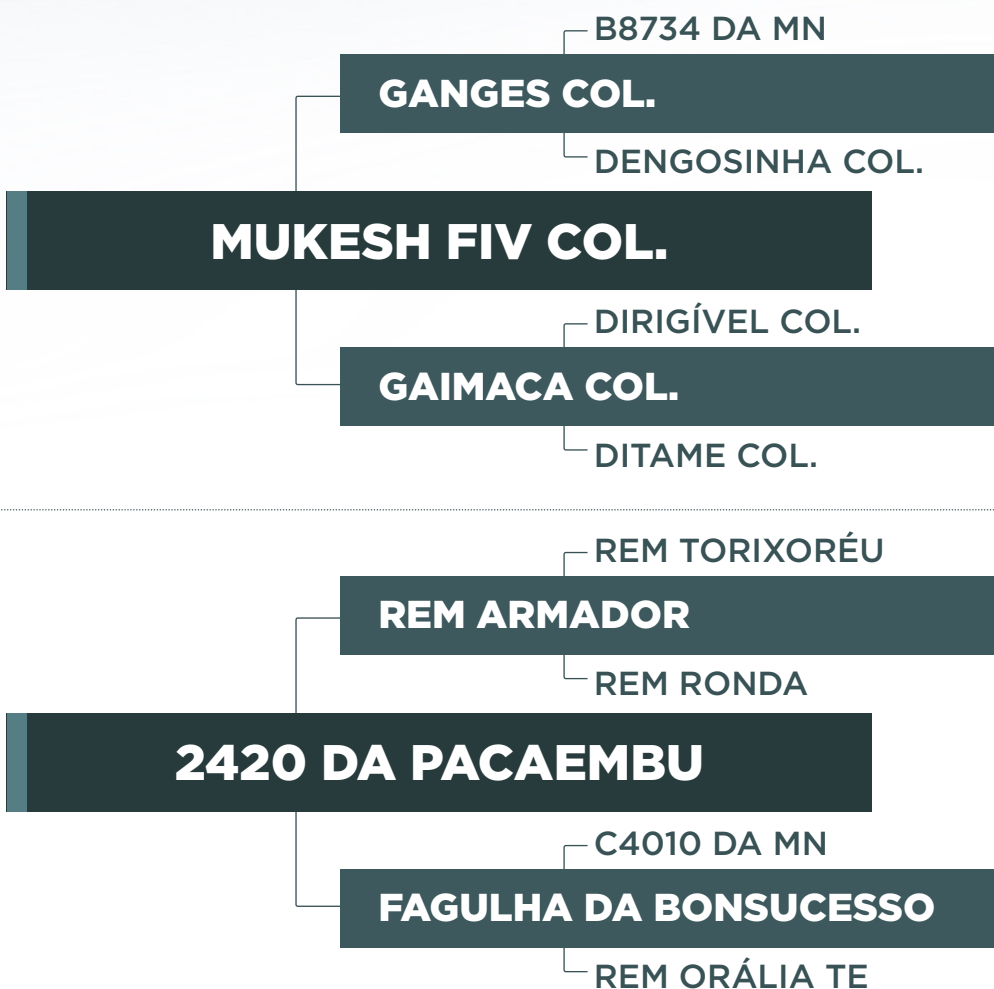 B8734 DA MN
GANGES COL.
DENGOSINHA COL.
MUKESH FIV COL.
DIRIGÍVEL COL.
GAIMACA COL.
DITAME COL.
REM TORIXORÉU
REM ARMADOR
REM RONDA
2420 DA PACAEMBU
C4010 DA MN
FAGULHA DA BONSUCESSO
REM ORÁLIA TE